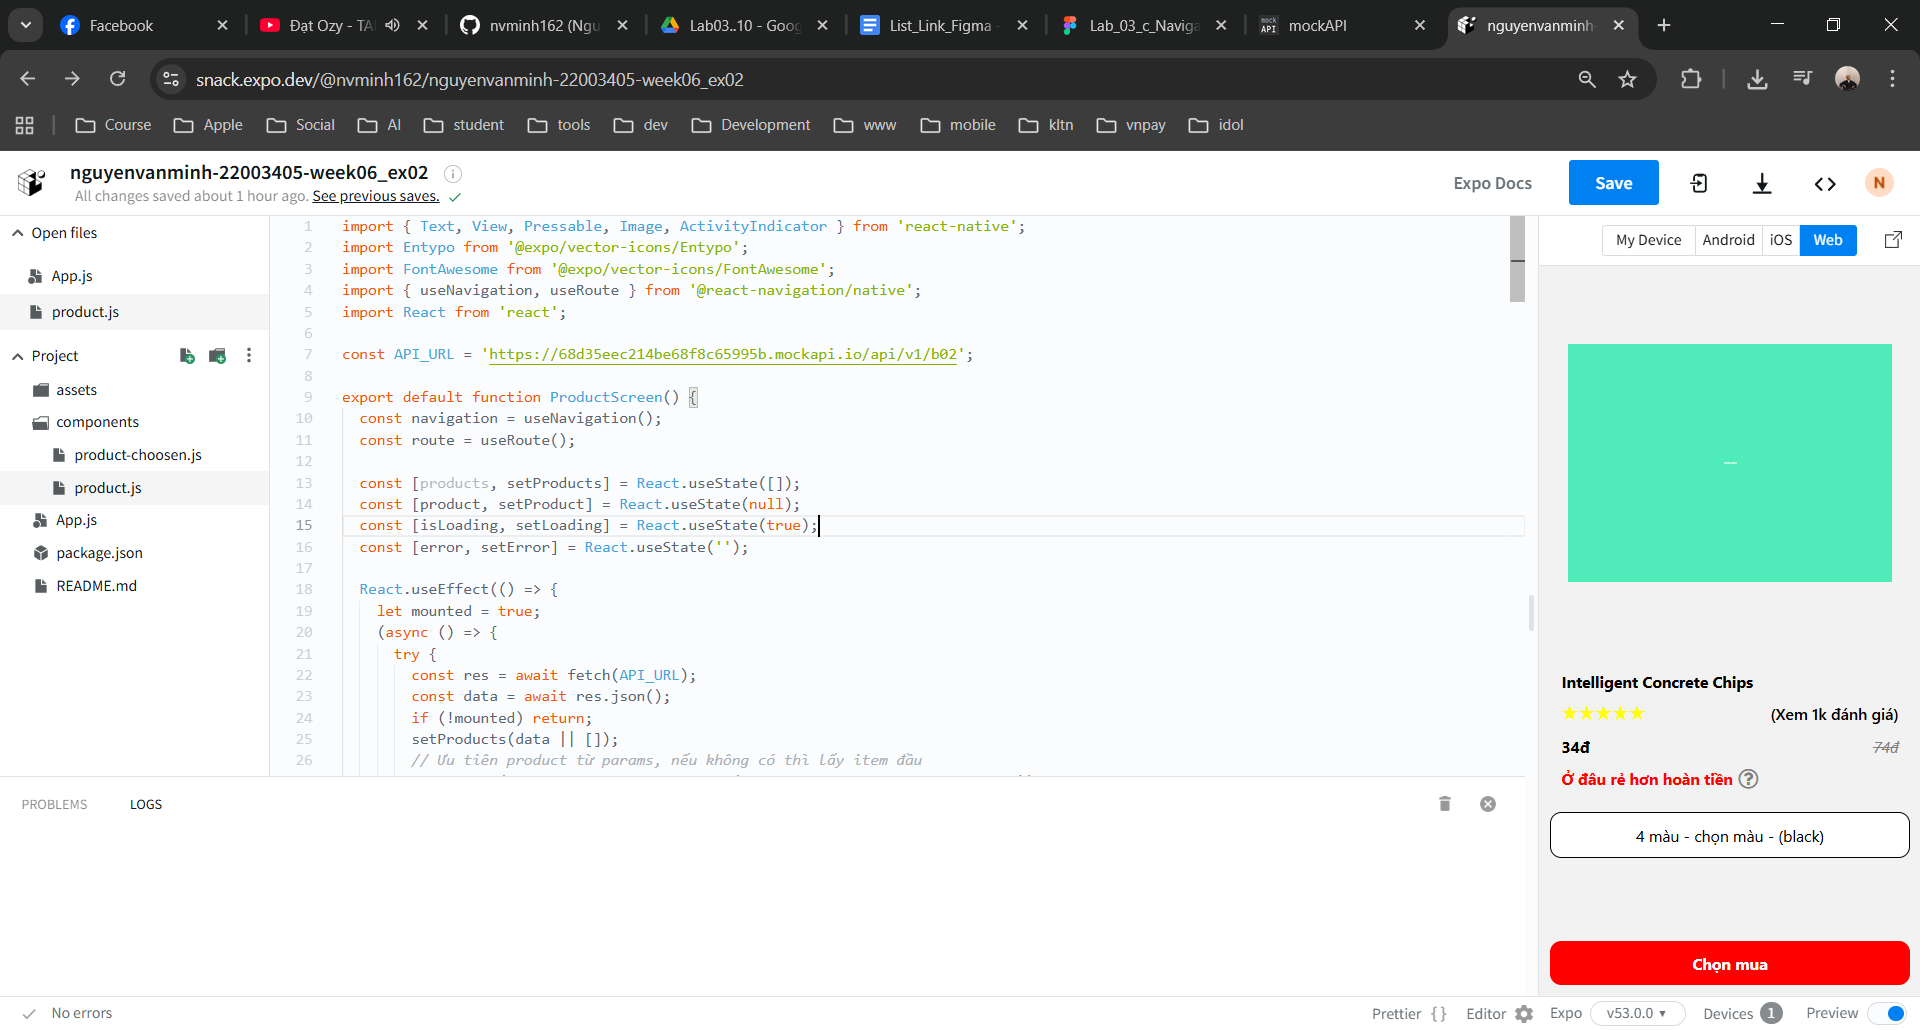 Facebook
Đạt Ozy - TA
nvminh162 (Ngu
Lab03..10 - Goog
List_Link_Figma -
Lab_03_c_Naviga
mock API
mockAPI
nguyenvanminh-
snack.expo.dev/@nvminh162/nguyenvanminh-22003405-week06_ex02
Course
Apple
Social
AI
student
tools
dev
Development
www
mobile
kltn
vnpay
idol
nguyenvanminh-22003405-week06_ex02
All changes saved about 1 hour ago. See previous saves.
Expo Docs
Save
N
Open files
App.js
product.js
Project
assets
components
product-choosen.js
product.js
App.js
package.json
README.md
1 import { Text, View, Pressable, Image, ActivityIndicator } from 'react-native';
2 import Entypo from '@expo/vector-icons/Entypo';
3 import FontAwesome from '@expo/vector-icons/FontAwesome';
4 import { useNavigation, useRoute } from '@react-navigation/native';
5 import React from 'react';
6
7 const API_URL = 'https://68d35eec214be68f8c65995b.mockapi.io/api/v1/b02';
8
9 export default function ProductScreen() {
10 const navigation = useNavigation();
11 const route = useRoute();
12
13 const [products, setProducts] = React.useState([]);
14 const [product, setProduct] = React.useState(null);
15 const [isLoading, setLoading] = React.useState(true);
16 const [error, setError] = React.useState('');
17
18 React.useEffect(() => {
19 let mounted = true;
20 (async () => {
21 try {
22 const res = await fetch(API_URL);
23 const data = await res.json();
24 if (!mounted) return;
25 setProducts(data || []);
26 // Ưu tiên product từ params, nếu không có thì lấy item đầu
My Device
Android
iOS
Web
Intelligent Concrete Chips
(Xem 1k đánh giá)
34đ
74đ
Ở đâu rẻ hơn hoàn tiền
4 màu - chọn màu - (black)
Chọn mua
PROBLEMS
LOGS
No errors
Prettier { }
Editor
Expo
v53.0.0
Devices 1
Preview